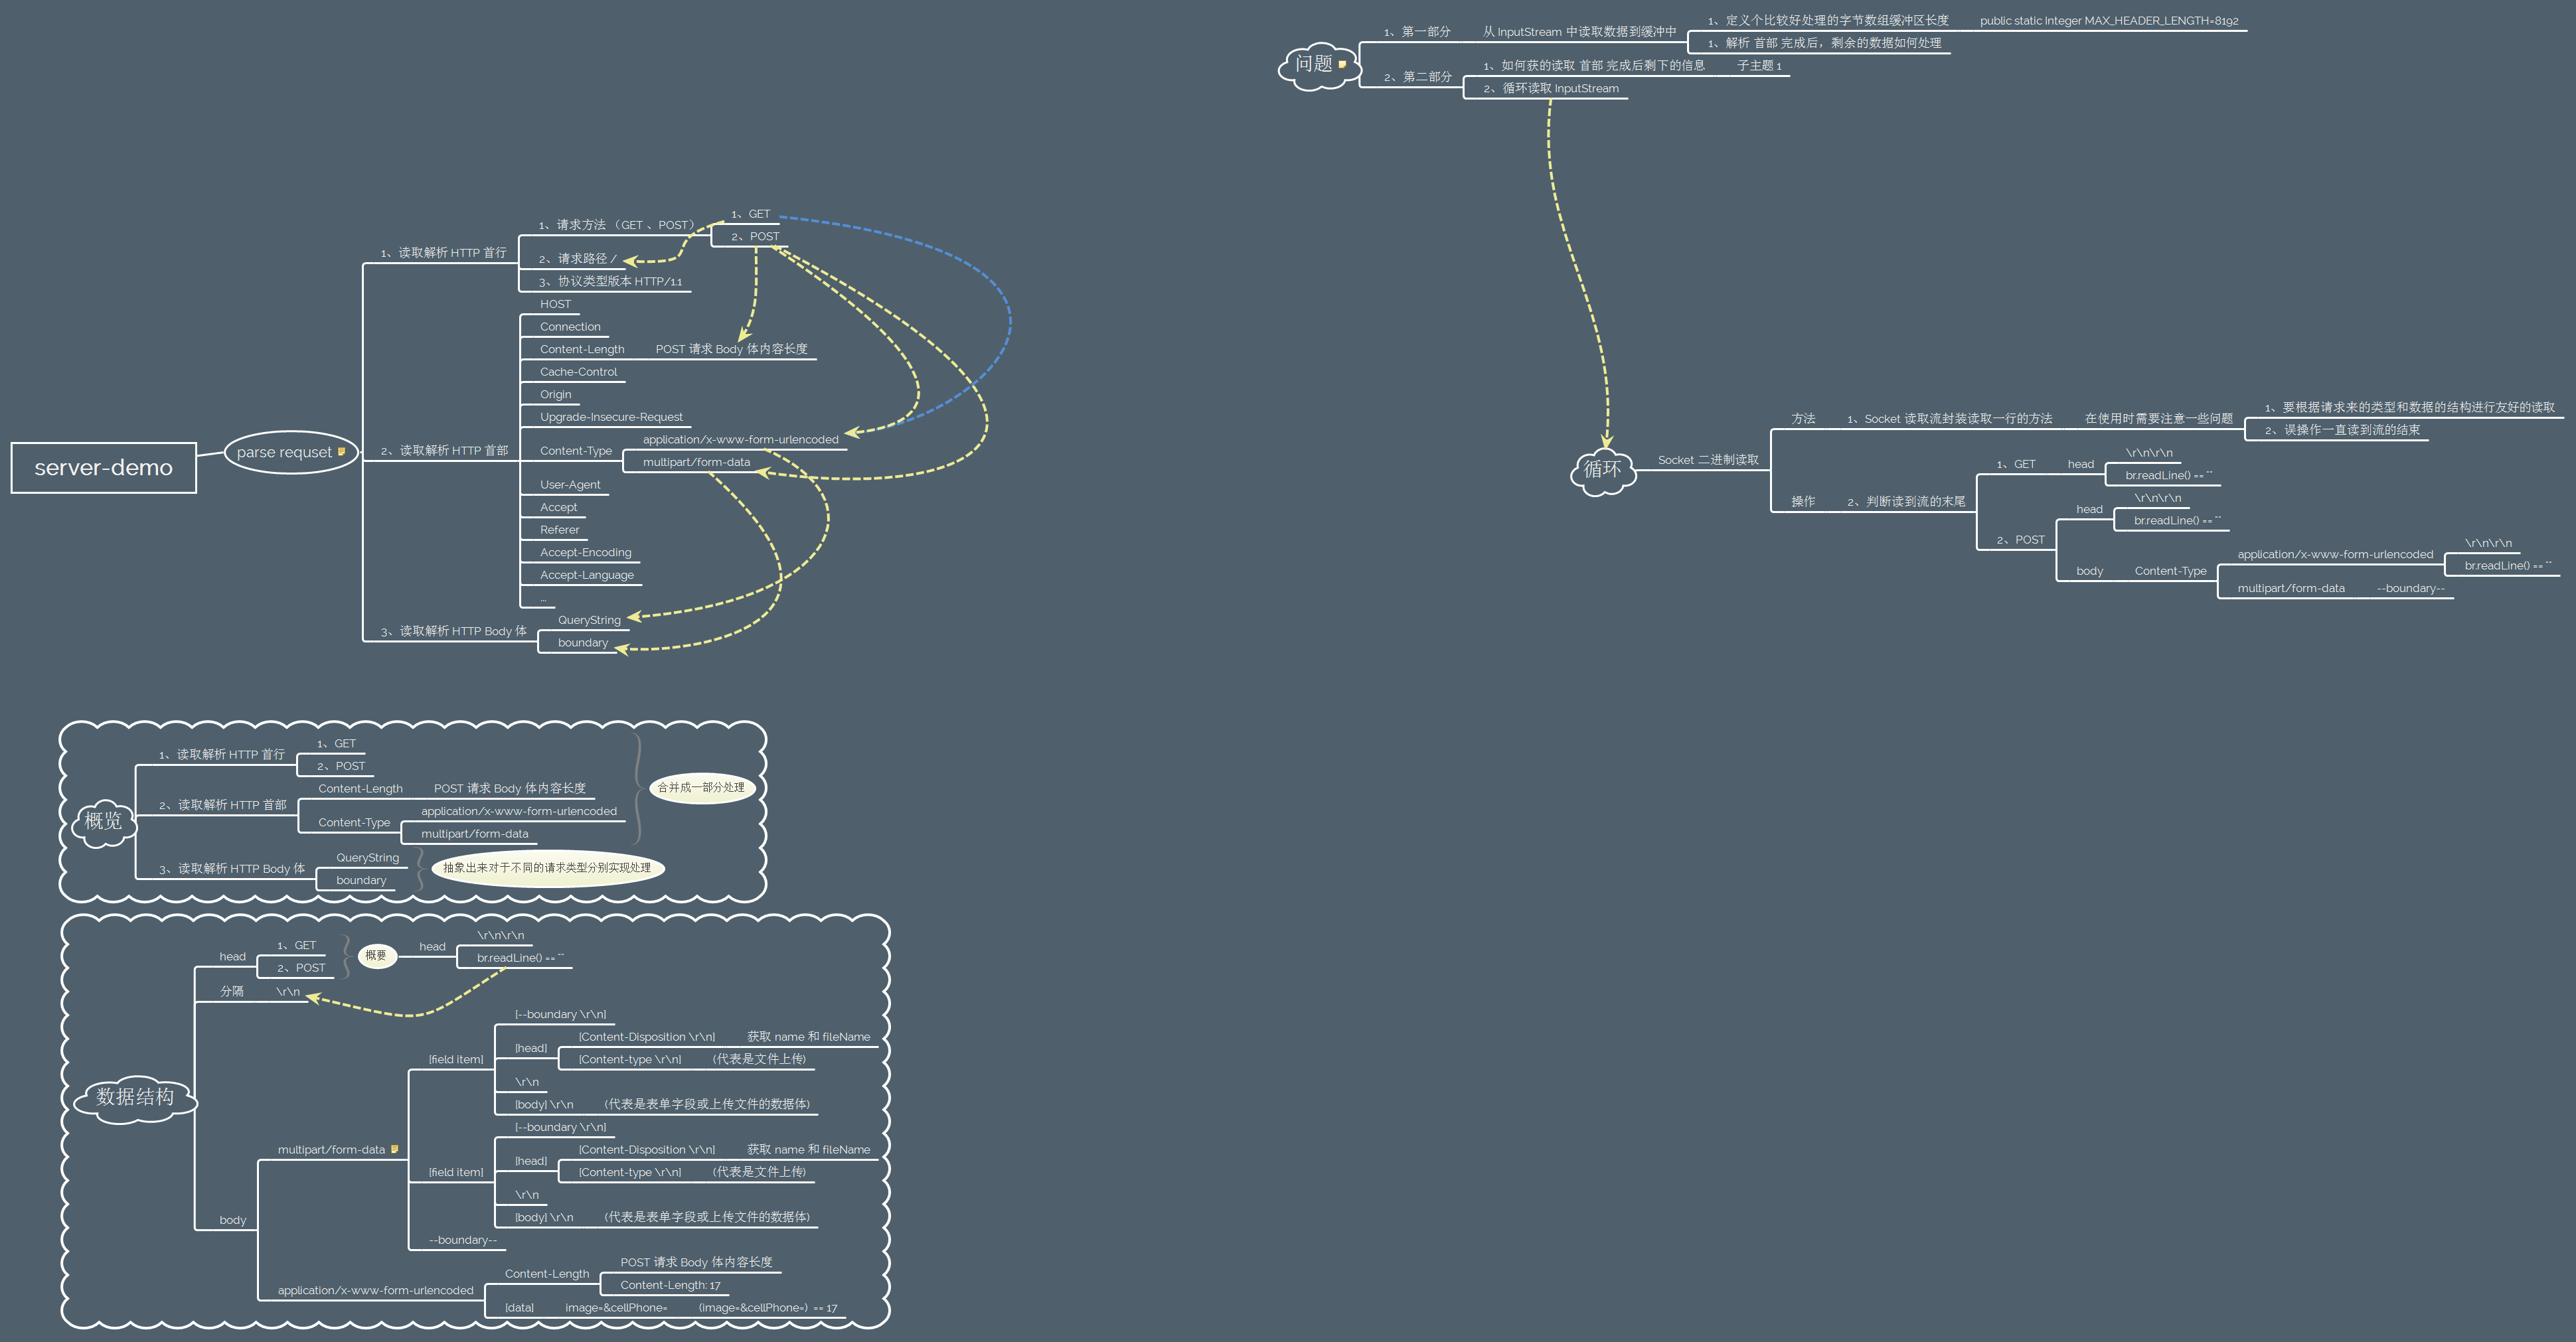 问题
1、第一部分
从 InputStream 中读取数据到缓冲中
1、定义个比较好处理的字节数组缓冲区长度
public static Integer MAX_HEADER_LENGTH=8192
1、解析 首部 完成后，剩余的数据如何处理
2、第二部分
1、如何获的读取 首部 完成后剩下的信息
子主题 1
2、循环读取 InputStream
server-demo
parse requset
1、读取解析 HTTP 首行
1、请求方法 （GET 、POST）
1、GET
2、POST
2、请求路径 /
3、协议类型版本 HTTP/1.1
2、读取解析 HTTP 首部
HOST
Connection
Content-Length
POST 请求 Body 体内容长度
Cache-Control
Origin
Upgrade-Insecure-Request
Content-Type
application/x-www-form-urlencoded
multipart/form-data
User-Agent
Accept
Referer
Accept-Encoding
Accept-Language
...
3、读取解析 HTTP Body 体
QueryString
boundary
循环
Socket 二进制读取
方法
1、Socket 读取流封装读取一行的方法
在使用时需要注意一些问题
1、要根据请求来的类型和数据的结构进行友好的读取
2、误操作一直读到流的结束
操作
2、判断读到流的末尾
1、GET
head
\r\n\r\n
br.readLine() == ""
2、POST
head
\r\n\r\n
br.readLine() == ""
body
Content-Type
application/x-www-form-urlencoded
\r\n\r\n
br.readLine() == ""
multipart/form-data
--boundary--
概览
1、读取解析 HTTP 首行
1、GET
2、POST
2、读取解析 HTTP 首部
Content-Length
POST 请求 Body 体内容长度
Content-Type
application/x-www-form-urlencoded
multipart/form-data
合并成一部分处理
3、读取解析 HTTP Body 体
QueryString
boundary
抽象出来对于不同的请求类型分别实现处理
数据结构
head
1、GET
2、POST
概要
head
\r\n\r\n
br.readLine() == ""
分隔
\r\n
body
multipart/form-data
[field item]
[--boundary \r\n]
[head]
[Content-Disposition \r\n]
获取 name 和 fileName
[Content-type \r\n]
(代表是文件上传)
\r\n
[body] \r\n
(代表是表单字段或上传文件的数据体)
[field item]
[--boundary \r\n]
[head]
[Content-Disposition \r\n]
获取 name 和 fileName
[Content-type \r\n]
(代表是文件上传)
\r\n
[body] \r\n
(代表是表单字段或上传文件的数据体)
--boundary--
application/x-www-form-urlencoded
Content-Length
POST 请求 Body 体内容长度
Content-Length: 17
[data]
image=&cellPhone=
(image=&cellPhone=) == 17